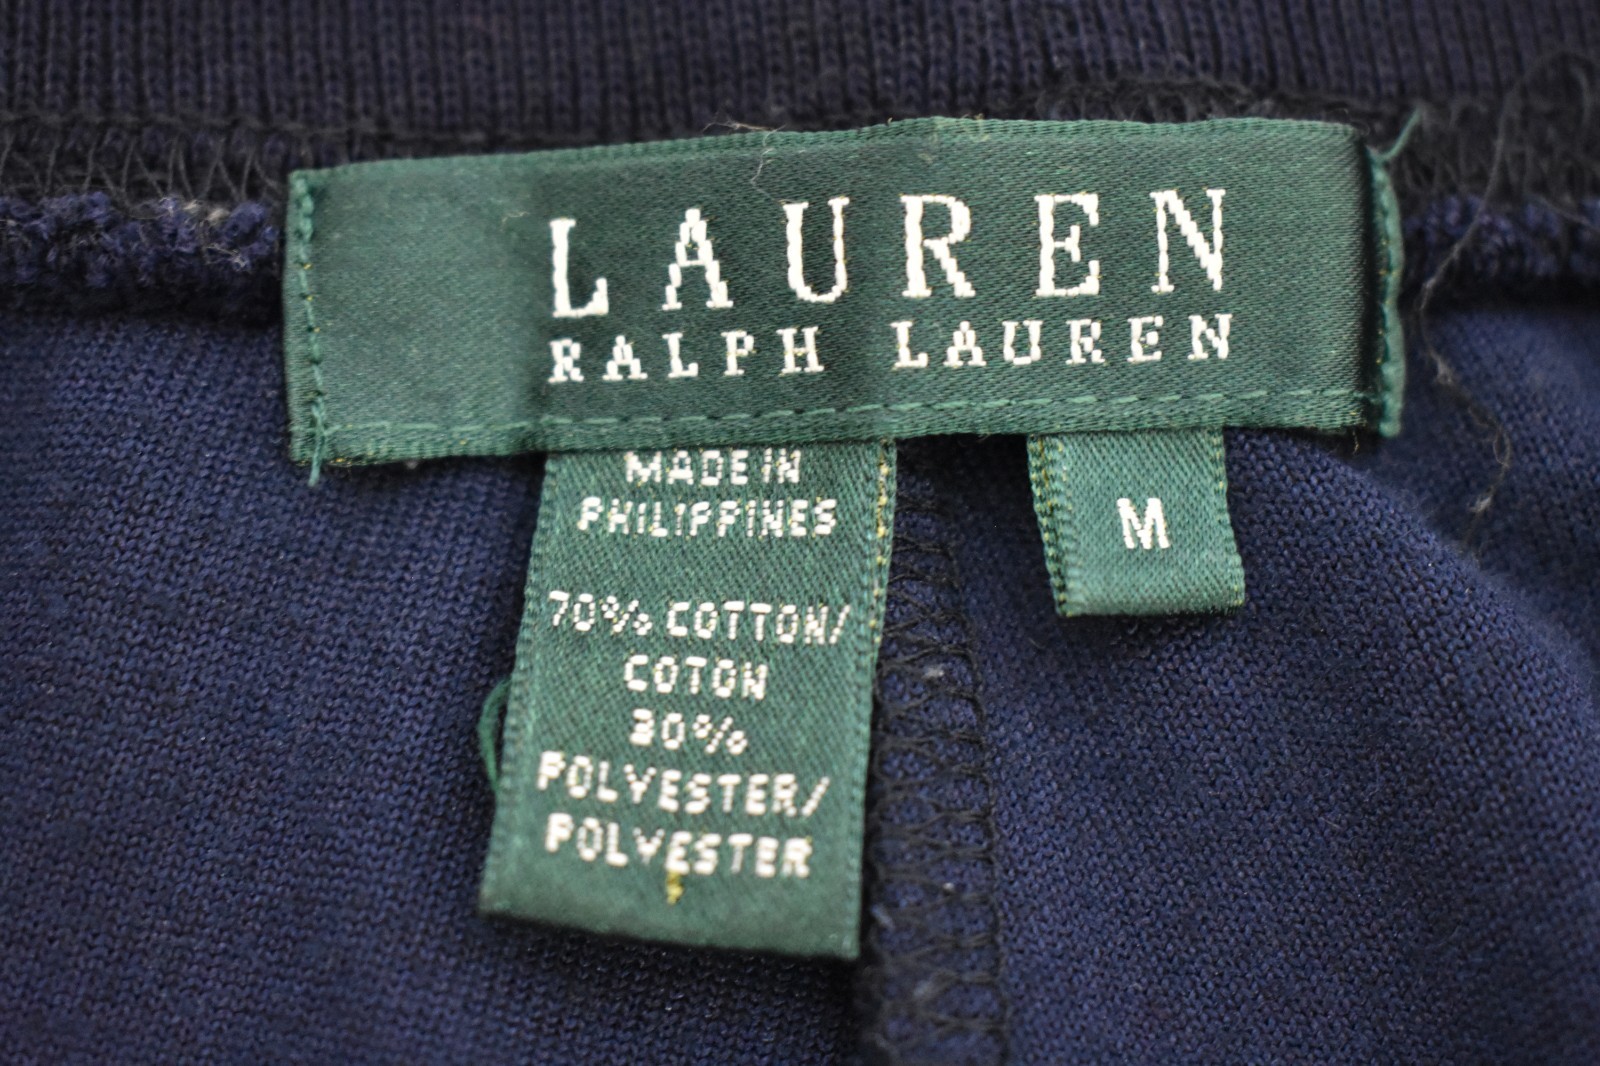 LAUREN
RALPH LAUREN
MADE IN
PHILIPPINES
M
70% COTTON/
COTON
30%
POLYESTER/
POLYESTER